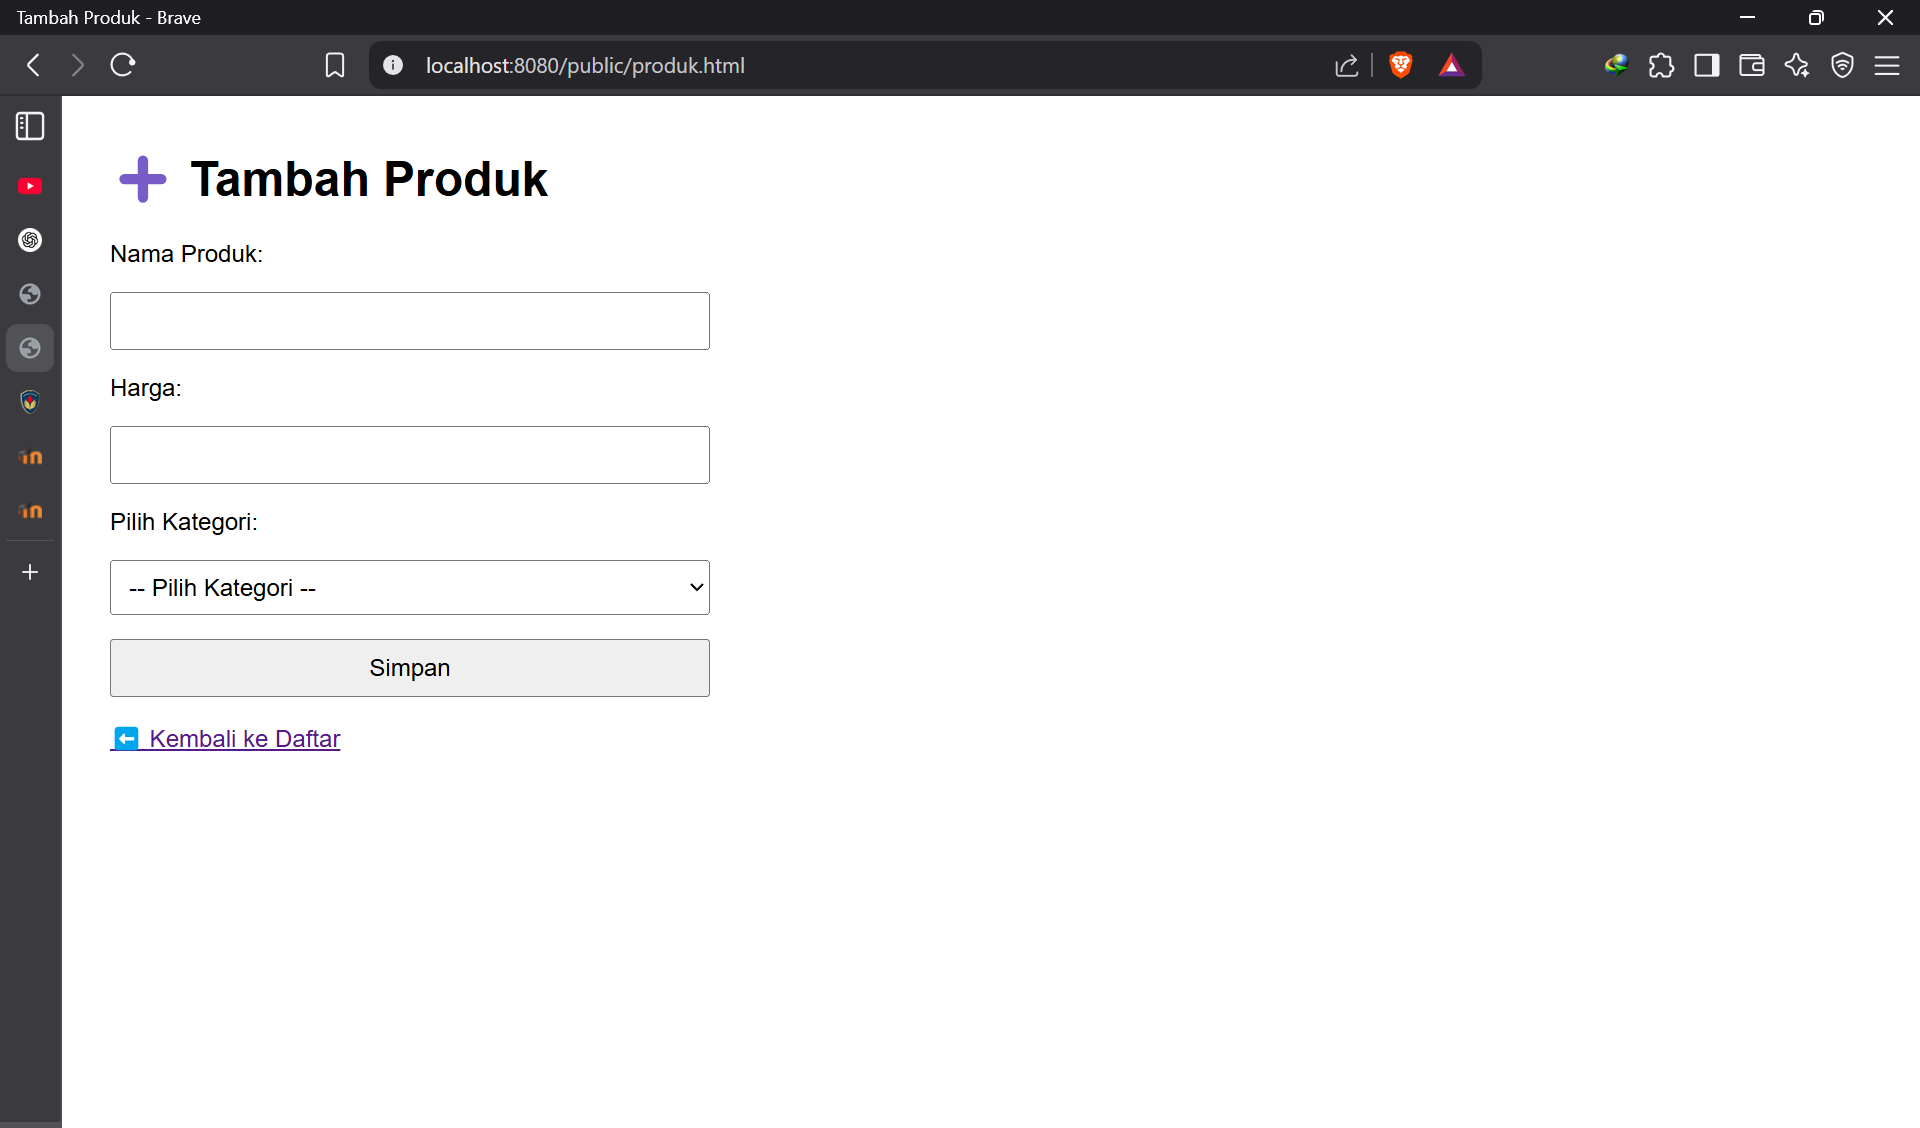 Tambah Produk - Brave
localhost:8080/public/produk.html
Tambah Produk
Nama Produk:
Harga:
Pilih Kategori:
-- Pilih Kategori --
Simpan
Kembali ke Daftar